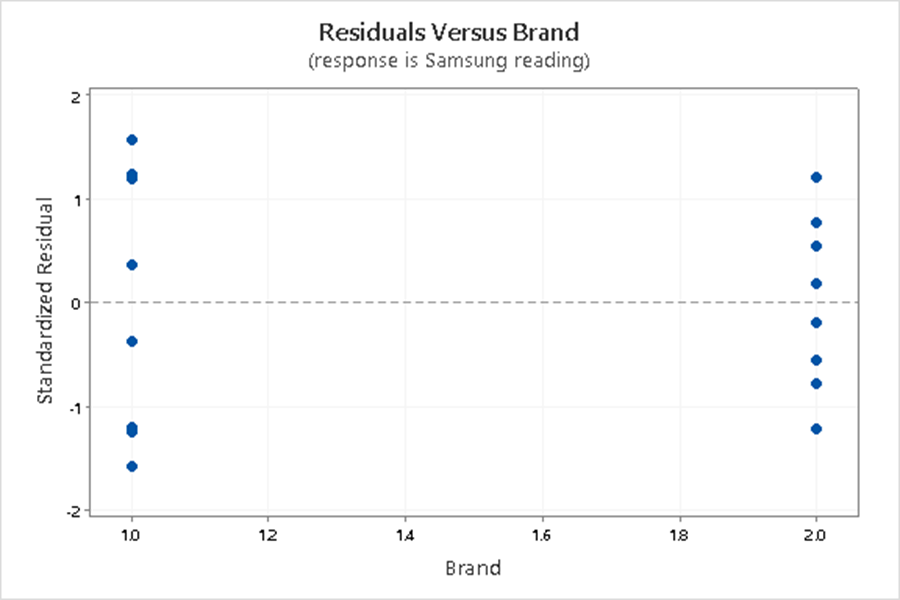 Residuals Versus Brand
(response is Samsung reading)
Standardized Residual
2
1
0
-1
-2
1.0
1.2
1.4
1.6
1.8
2.0
Brand